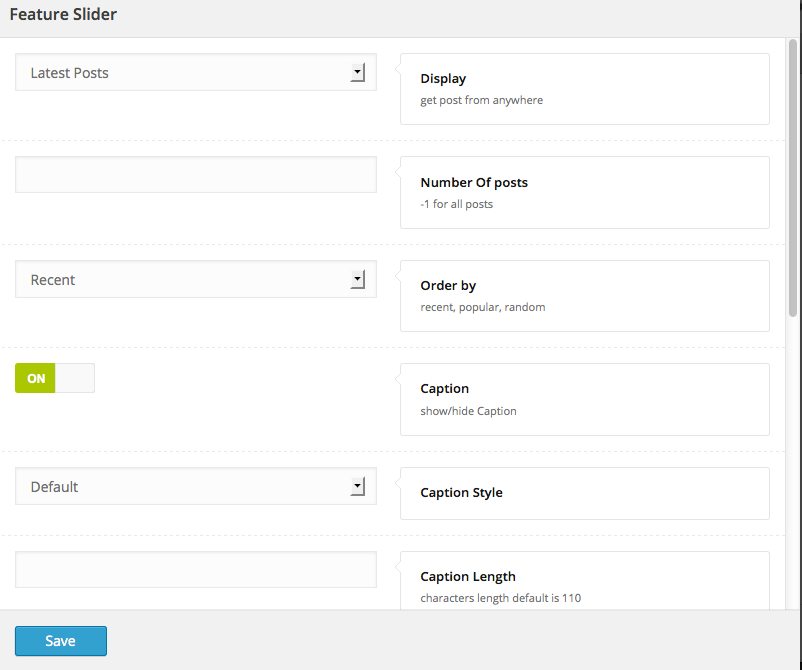 Feature Slider
Latest Posts
Display
get post from anywhere
Number Of posts
-1 for all posts
Recent
Order by
recent, popular, random
ON
Caption
show/hide Caption
Default
Caption Style
Caption Length
characters length default is 110
Save